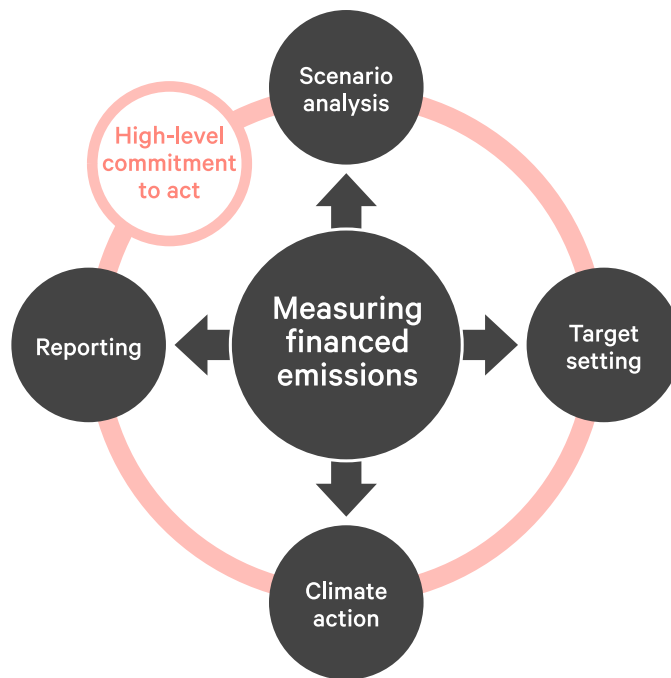 Scenario
analysis
High-level
commitment
to act
Measuring
financed
emissions
Reporting
Target
setting
Climate
action